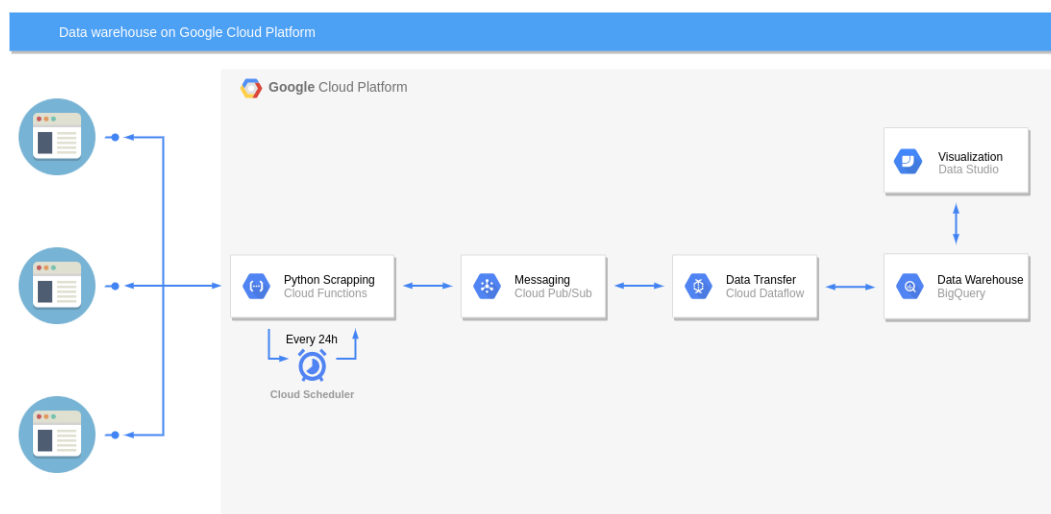 Data warehouse on Google Cloud Platform
Google Cloud Platform
Visualization
Data Studio
Python Scrapping
Cloud Functions
Messaging
Cloud Pub/Sub
Data Transfer
Cloud Dataflow
Data Warehouse
BigQuery
Every 24h
Cloud Scheduler